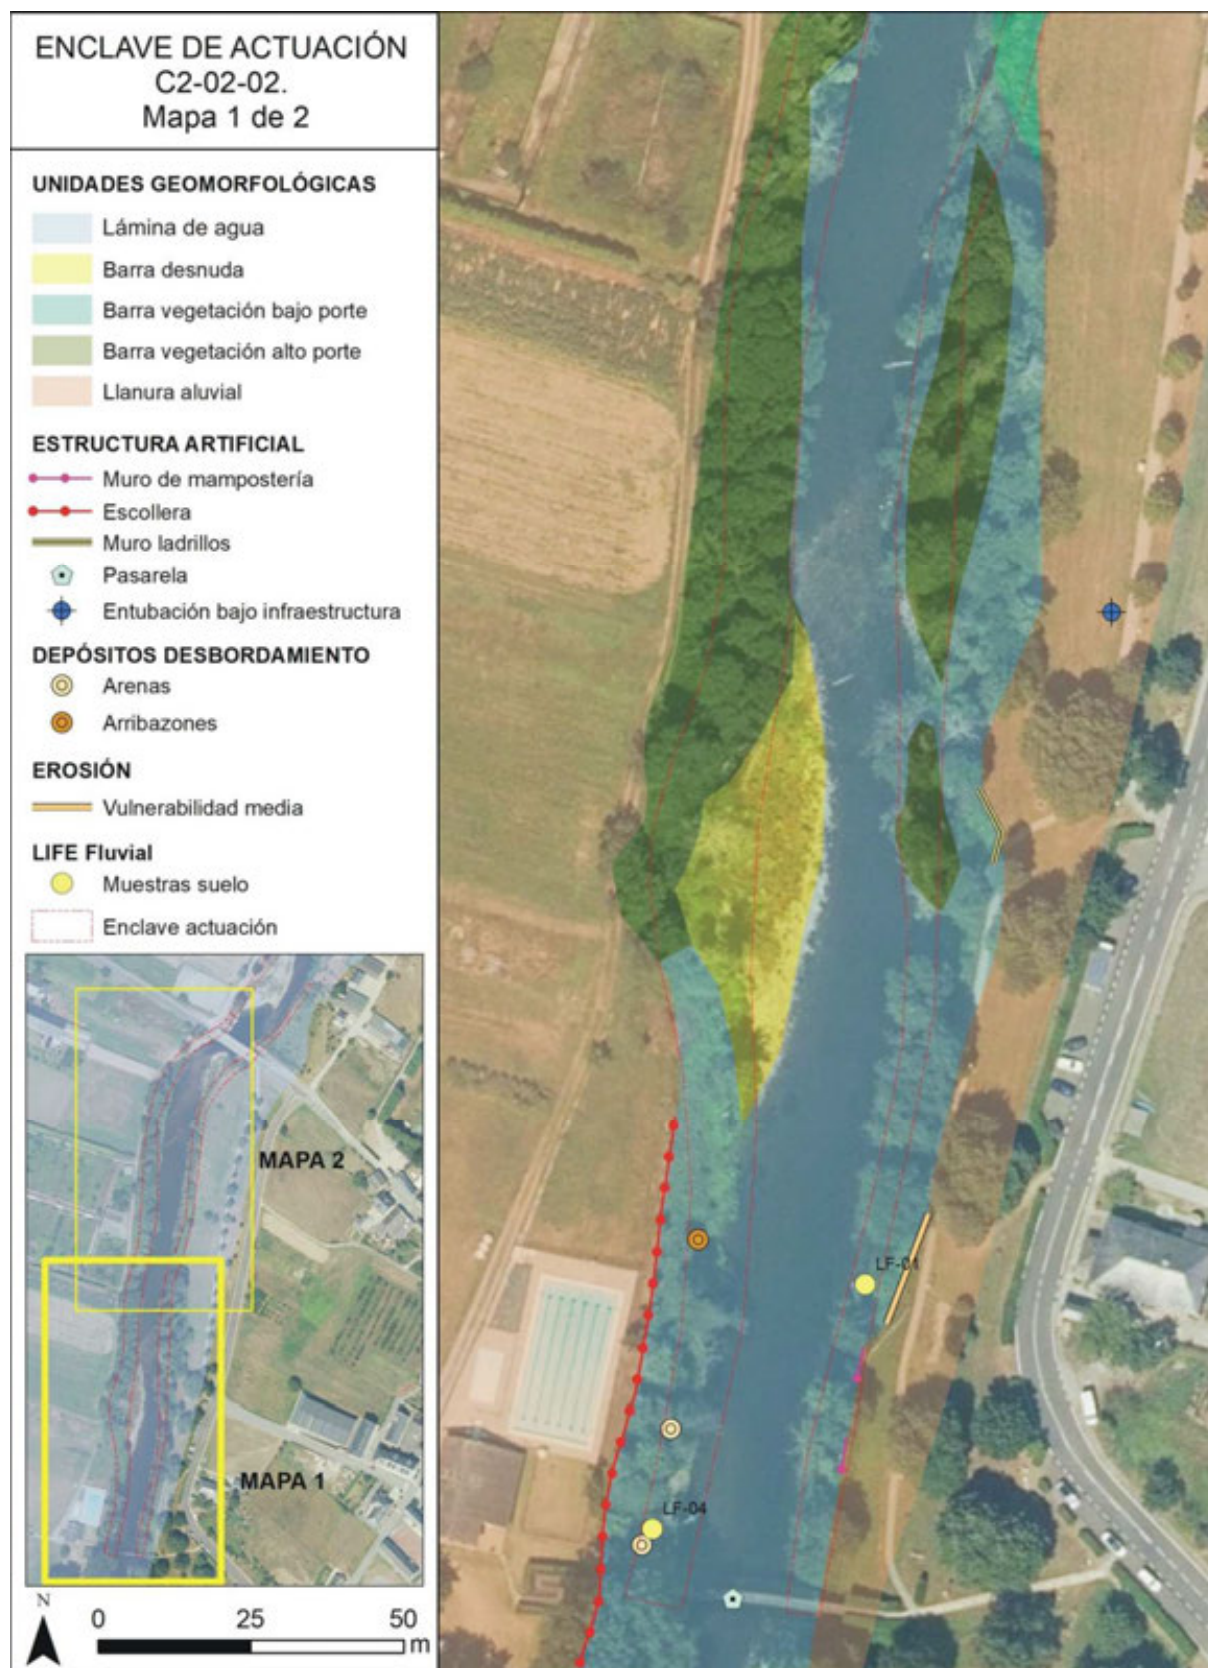 ENCLAVE DE ACTUACIÓN
C2-02-02.
Mapa 1 de 2
UNIDADES GEOMORFOLÓGICAS
Lámina de agua
Barra desnuda
Barra vegetación bajo porte
Barra vegetación alto porte
Llanura aluvial
ESTRUCTURA ARTIFICIAL
Muro de mampostería
Escollera
Muro ladrillos
Pasarela
Entubación bajo infraestructura
DEPÓSITOS DESBORDAMIENTO
Arenas
Arribazones
EROSIÓN
Vulnerabilidad media
LIFE Fluvial
Muestras suelo
Enclave actuación
MAPA 2
MAPA 1
N
0 25 50
m
LF-01
LF-04